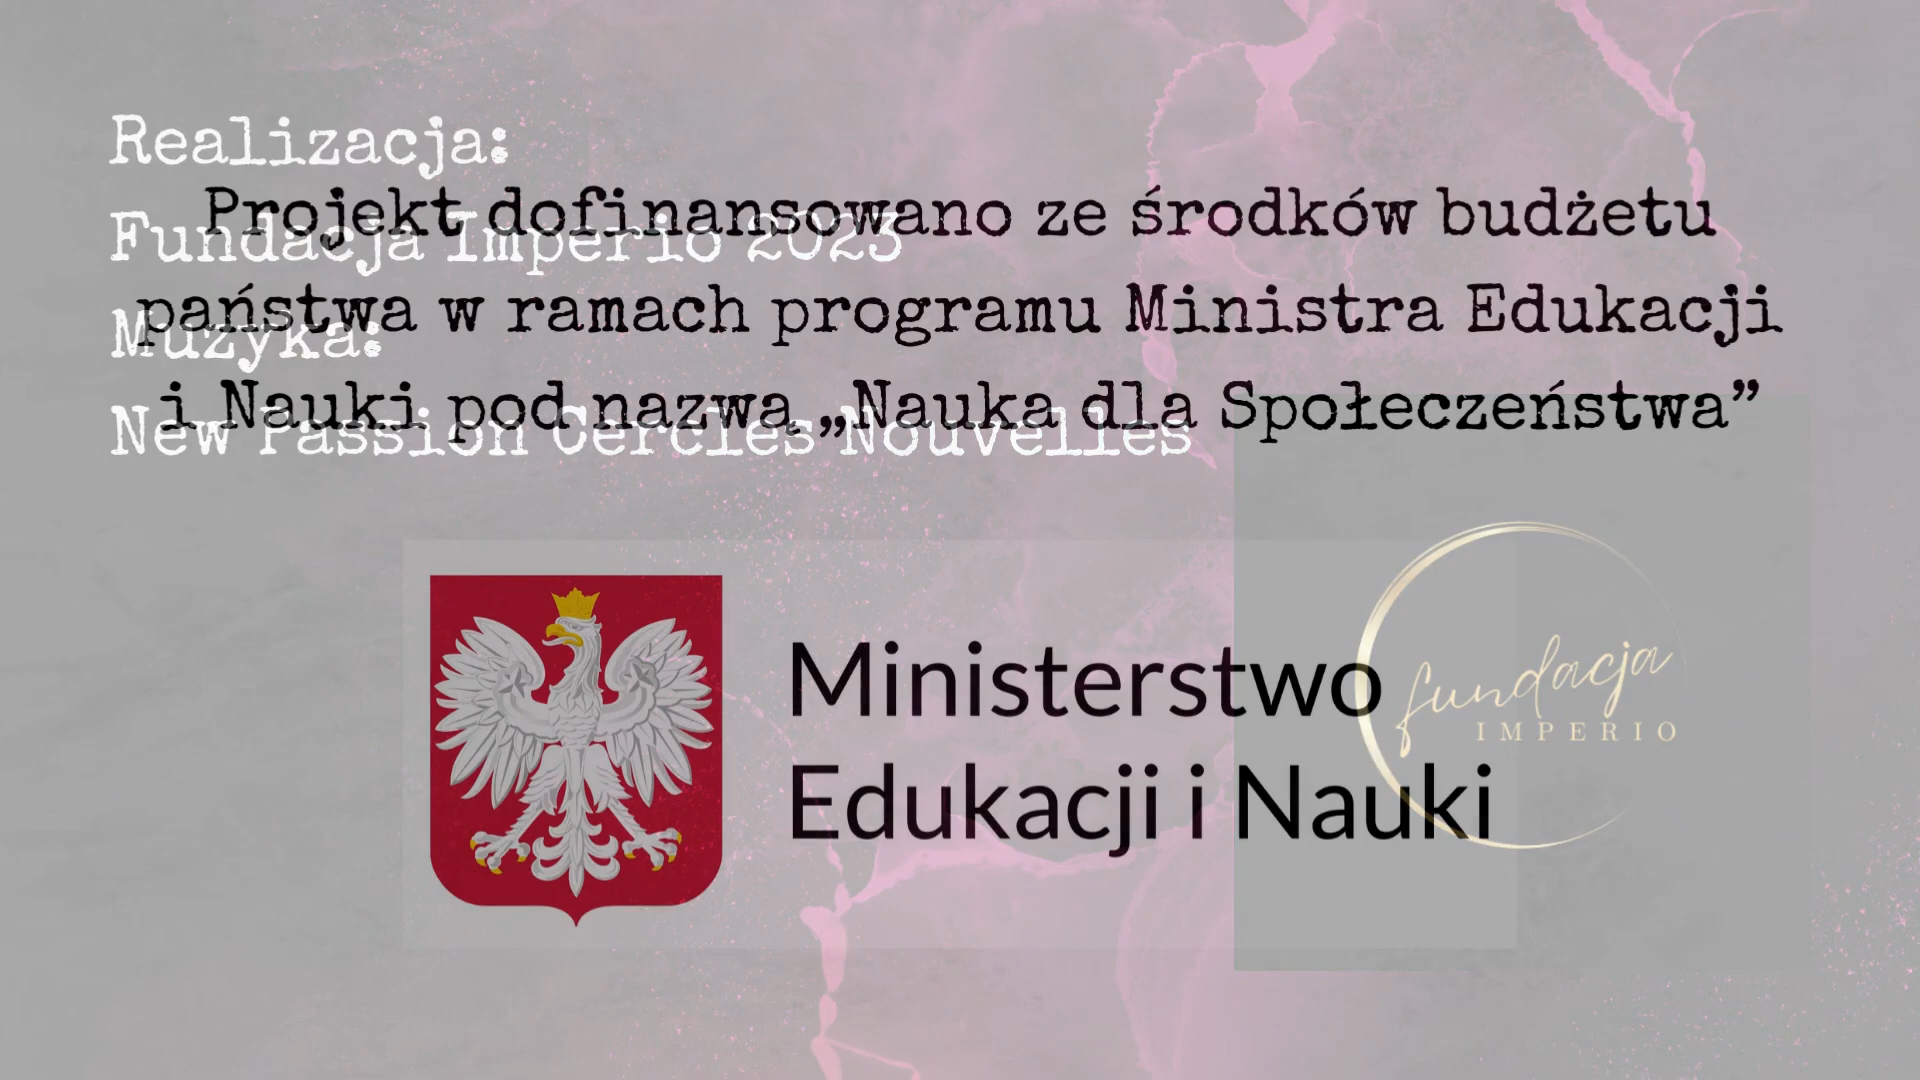 Realizacja:
Fundacja Imperio 2023
Muzyka:
New Passion Cercles Nouvelles
Projekt dofinansowano ze środków budżetu
państwa w ramach programu Ministra Edukacji
i Nauki pod nazwą „Nauka dla Społeczeństwa”
Ministerstwo
Edukacji i Nauki
fundacja
IMPERIO